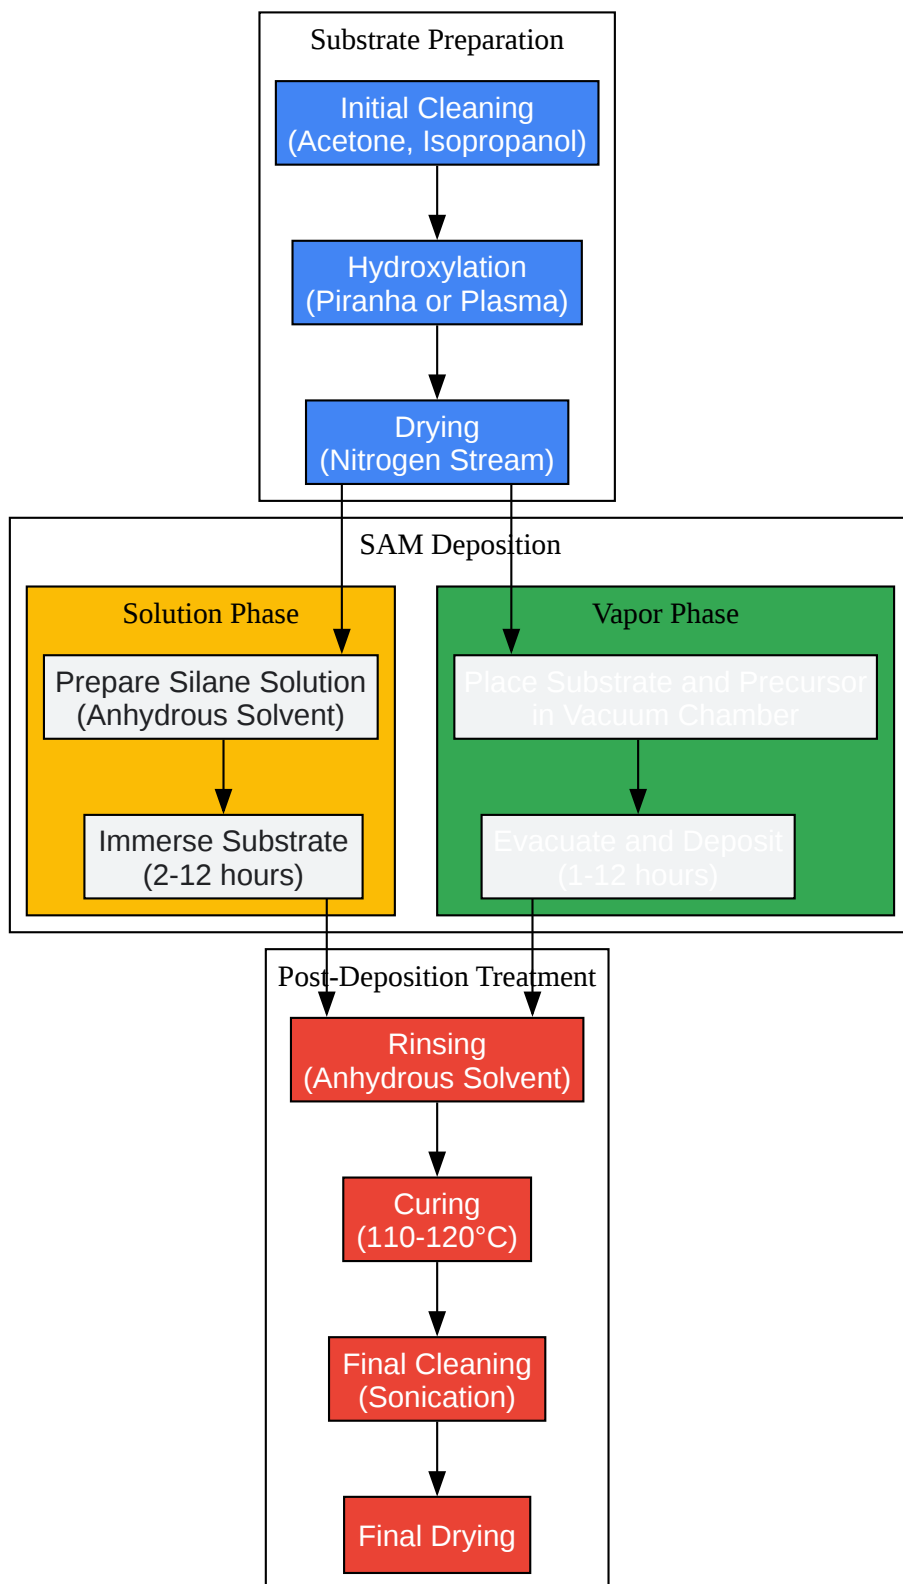 Substrate Preparation
Initial Cleaning
(Acetone, Isopropanol)
Hydroxylation
(Piranha or Plasma)
Drying
(Nitrogen Stream)
SAM Deposition
Solution Phase
Prepare Silane Solution
(Anhydrous Solvent)
Immerse Substrate
(2-12 hours)
Vapor Phase
Place Substrate and Precursor
in Vacuum Chamber
Evacuate and Deposit
(1-12 hours)
Post-Deposition Treatment
Rinsing
(Anhydrous Solvent)
Curing
(110-120°C)
Final Cleaning
(Sonication)
Final Drying